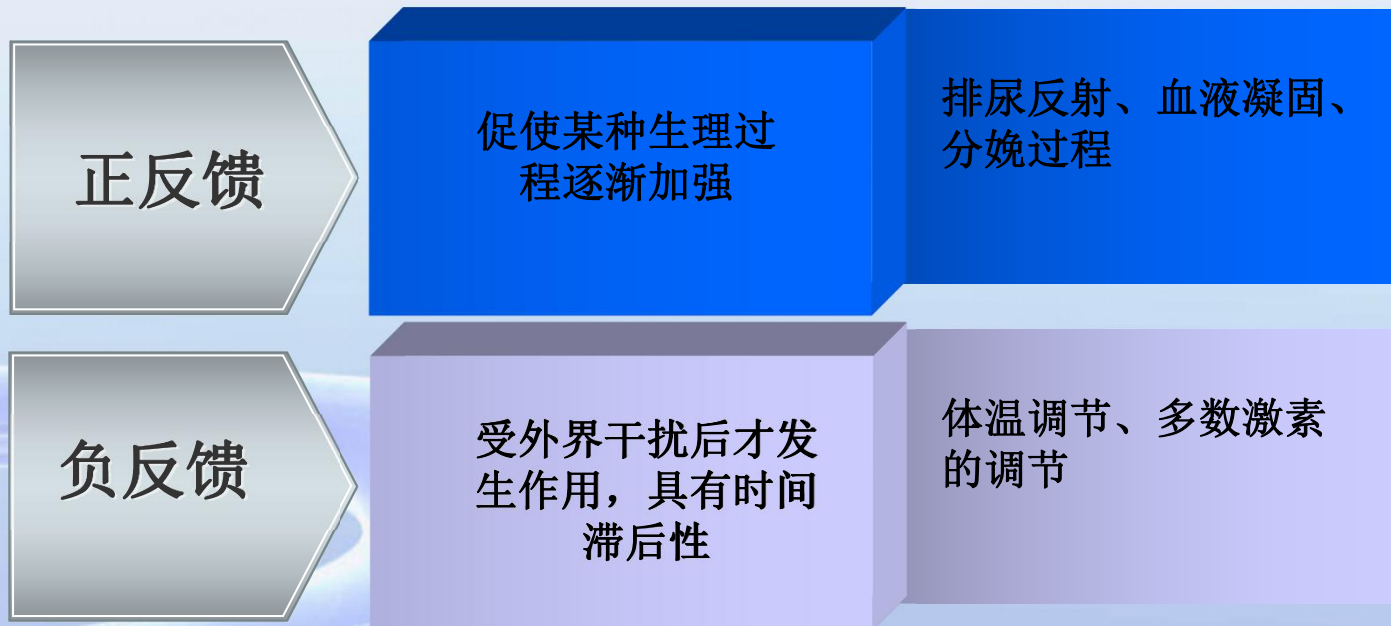 正反馈
促使某种生理过
程逐渐加强
排尿反射、血液凝固、
分娩过程
负反馈
受外界干扰后才发
生作用，具有时间
滞后性
体温调节、多数激素
的调节